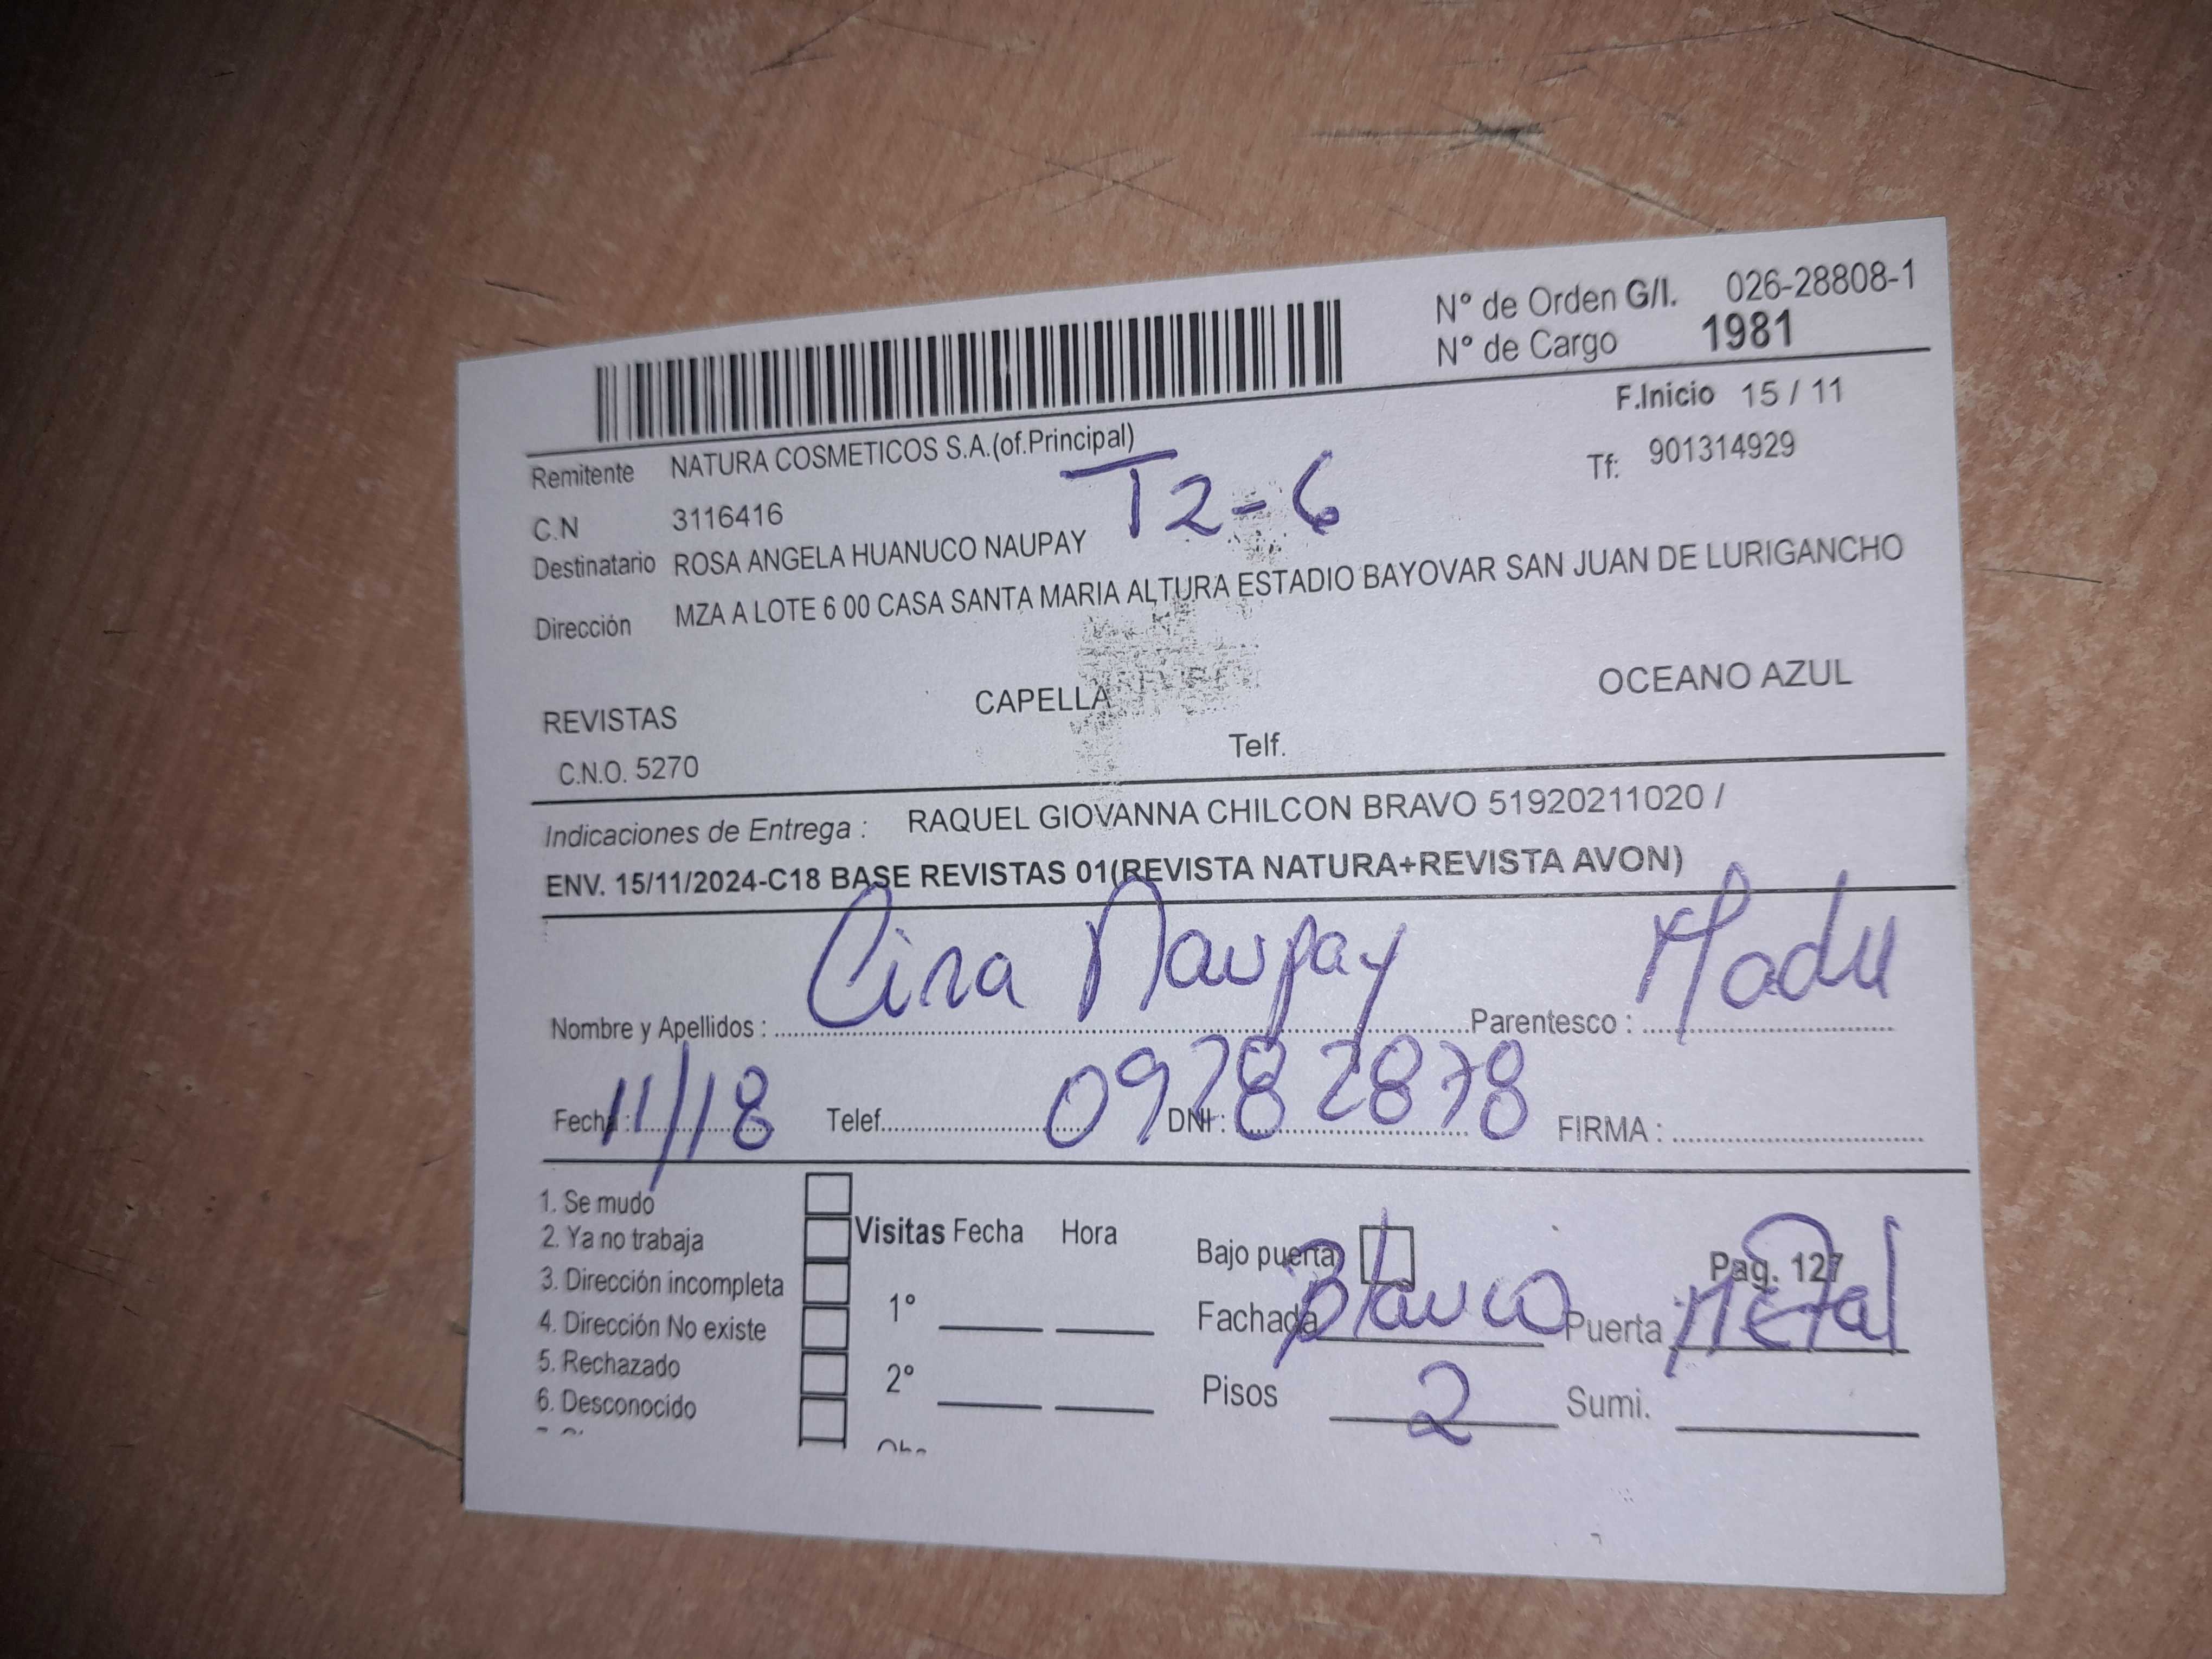 N° de Orden G/I. 026-28808-1
N° de Cargo 1981
F.Inicio 15 / 11
Remitente NATURA COSMETICOS S.A.(of.Principal)
Tf: 901314929
T2-6
C.N 3116416
Destinatario ROSA ANGELA HUANUCO NAUPAY
Dirección MZA A LOTE 6 00 CASA SANTA MARIA ALTURA ESTADIO BAYOVAR SAN JUAN DE LURIGANCHO
REVISTAS CAPELLA OCEANO AZUL
C.N.O. 5270 Telf.
Indicaciones de Entrega : RAQUEL GIOVANNA CHILCON BRAVO 51920211020 /
ENV. 15/11/2024-C18 BASE REVISTAS 01(REVISTA NATURA+REVISTA AVON)
Nombre y Apellidos : Cira Naupay Parentesco : Madre
Fecha : 11/18 Telef. DNI : 09282878 FIRMA :
1. Se mudo
2. Ya no trabaja
3. Dirección incompleta
4. Dirección No existe
5. Rechazado
6. Desconocido
Visitas Fecha Hora
1°
2°
Bajo puerta Pag. 127
Fachada Blanco Puerta Metal
Pisos 2 Sumi.